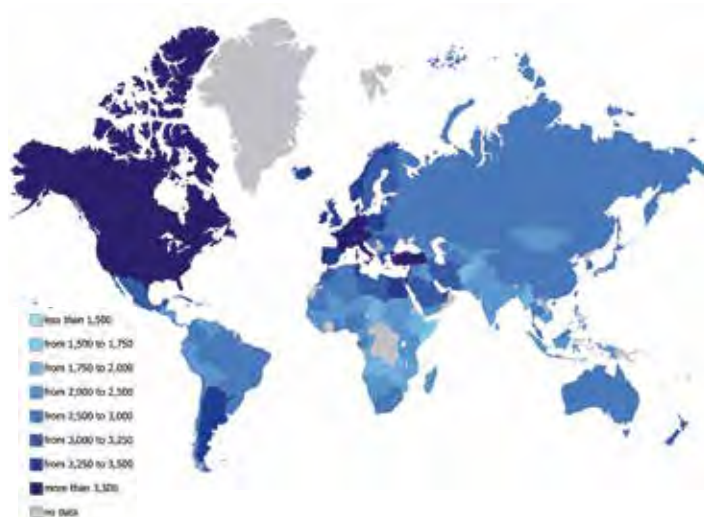 less than 1,500
from 1,500 to 1,750
from 1,750 to 2,000
from 2,000 to 2,500
from 2,500 to 3,000
from 3,000 to 3,250
from 3,250 to 3,500
more than 3,500
no data